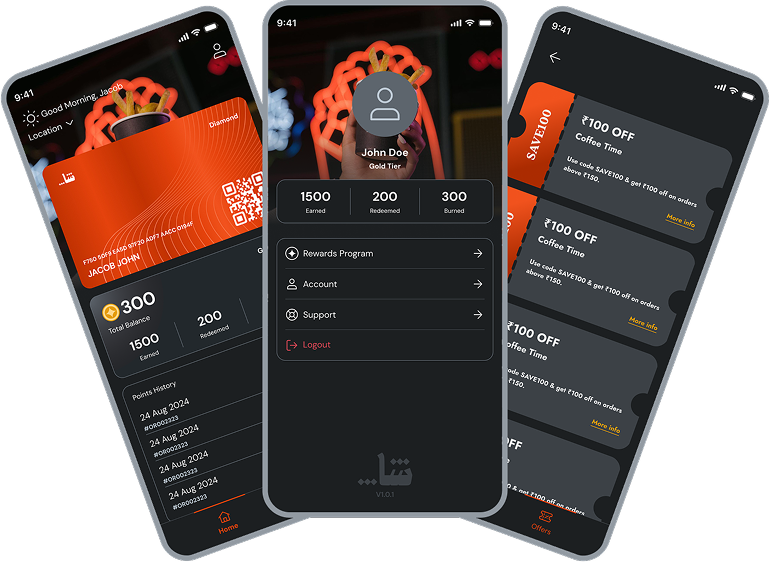 9:41
Good Morning, Jacob
Location
Diamond
F750 50F9 EA5D 97F20 ADF7 AACC 0194F
JACOB JOHN
300
Total Balance
1500
Earned
200
Redeemed
Points History
24 Aug 2024
#OR002323
24 Aug 2024
#OR002323
24 Aug 2024
#OR002323
24 Aug 2024
#OR002323
Home
9:41
John Doe
Gold Tier
1500
Earned
200
Redeemed
300
Burned
Rewards Program
Account
Support
Logout
V1.0.1
9:41
SAVE100
₹100 OFF
Coffee Time
Use code SAVE100 & get ₹100 off on orders
above ₹150.
More info
₹100 OFF
Coffee Time
Use code SAVE100 & get ₹100 off on orders
above ₹150.
More info
₹100 OFF
Coffee Time
code SAVE100 & get ₹100 off on orders
₹150.
More info
OFF
Time
SAVE100 & get ₹100 off on orders
Offers